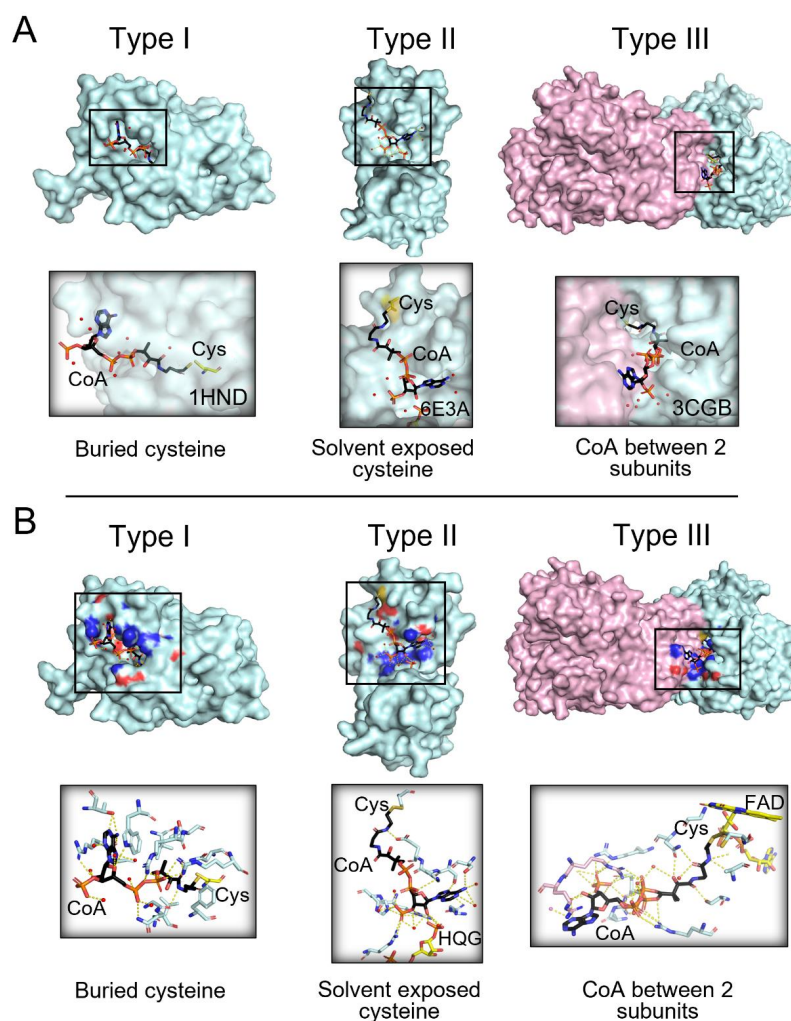 A
Type I
Type II
Type III
CoA
Cys
1HND
Cys
CoA
6E3A
Cys
CoA
3CGB
Buried cysteine
Solvent exposed
cysteine
CoA between 2
subunits
B
Type I
Type II
Type III
CoA
Cys
Cys
CoA
HQG
FAD
Cys
CoA
Buried cysteine
Solvent exposed
cysteine
CoA between 2
subunits